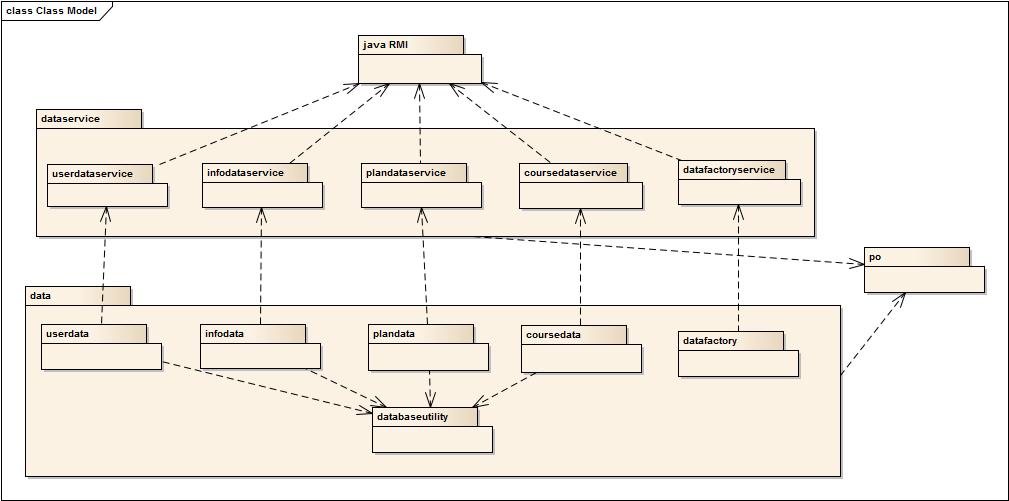 class Class Model
java RMI
dataservice
userdataservice
infodataservice
plandataservice
coursedataservice
datafactoryservice
po
data
userdata
infodata
plandata
coursedata
datafactory
databaseutility